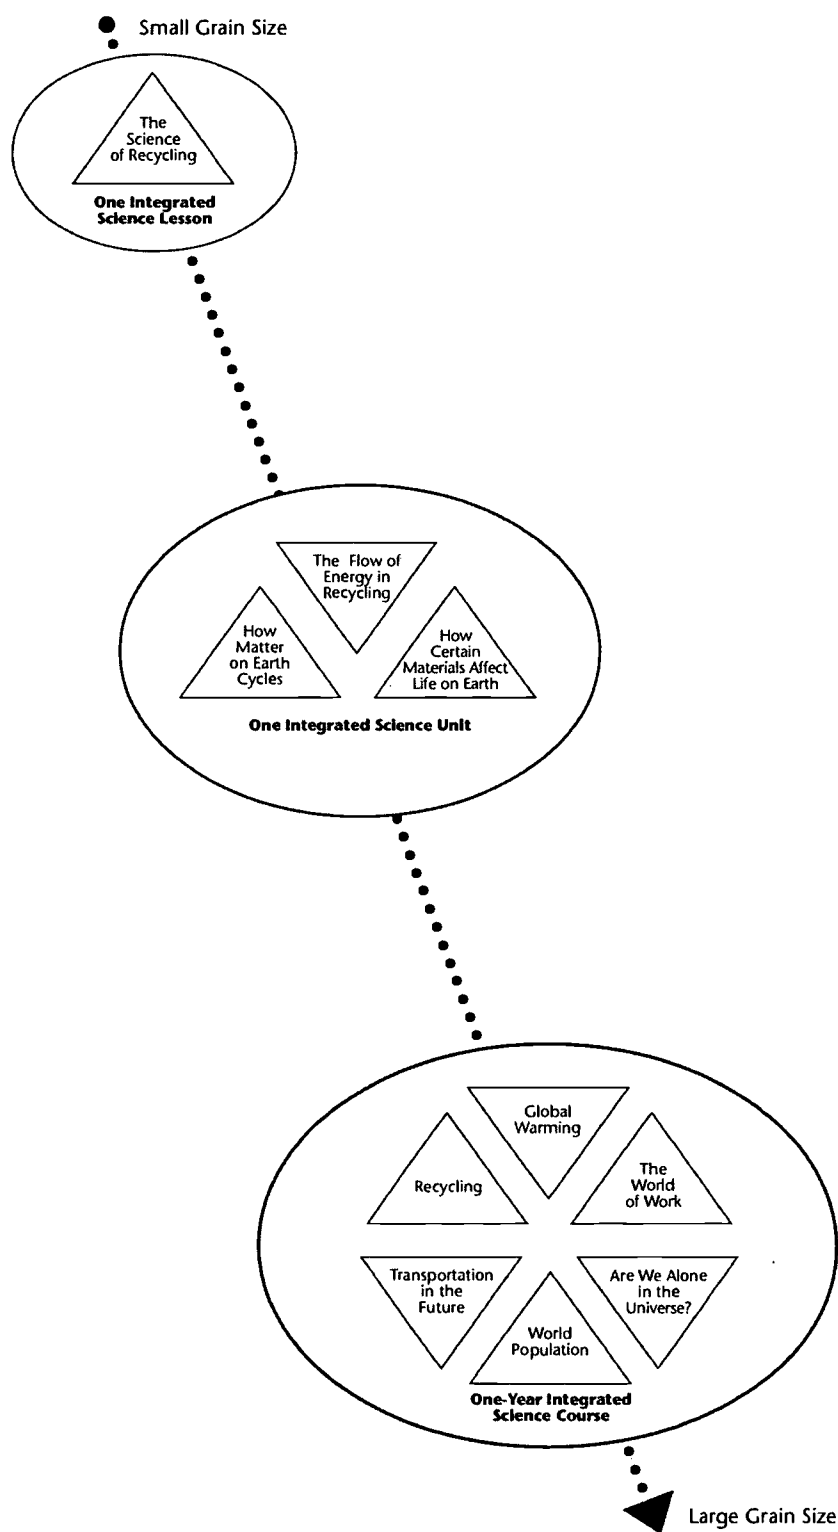 Small Grain Size
The
Science
of Recycling
One Integrated
Science Lesson
The Flow of
Energy in
Recycling
How
Matter
on Earth
Cycles
How
Certain
Materials Affect
Life on Earth
One Integrated Science Unit
Global
Warming
Recycling
The
World
of Work
Transportation
in the
Future
Are We Alone
in the
Universe?
World
Population
One-Year Integrated
Science Course
Large Grain Size